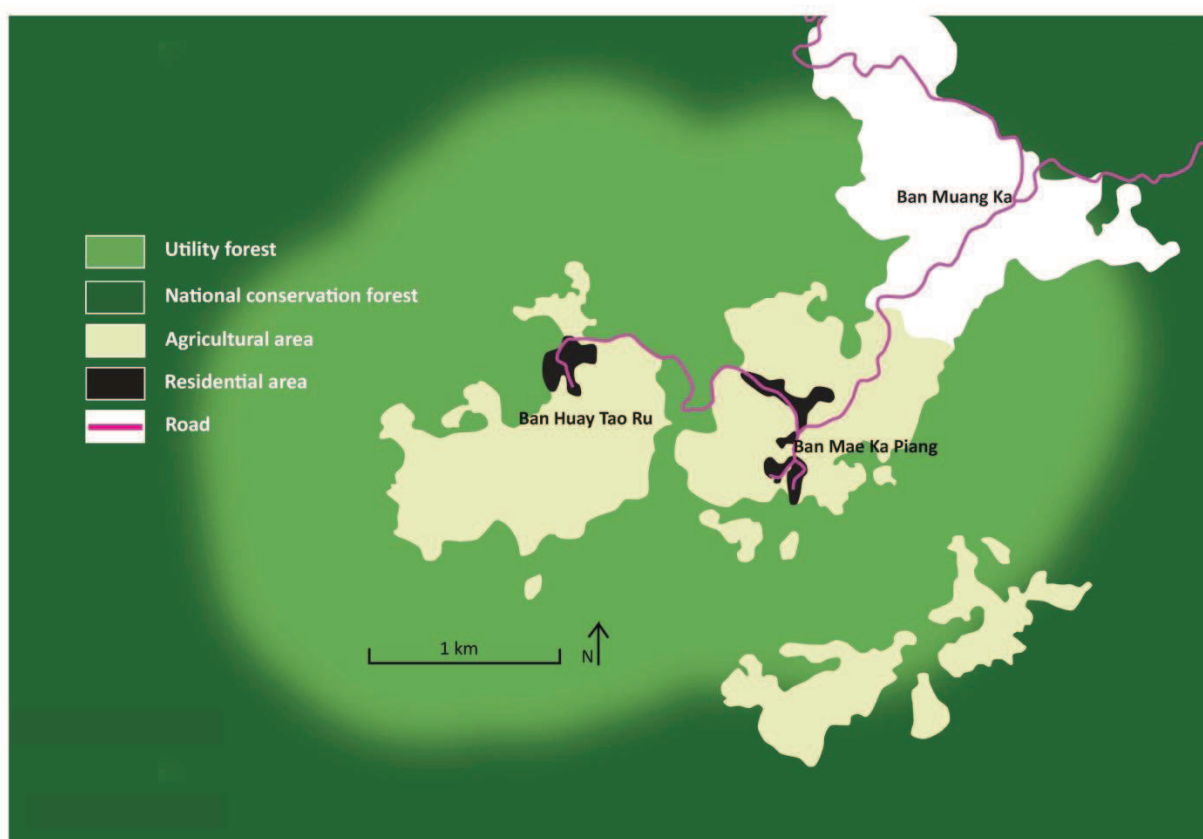 Ban Muang Ka
Utility forest
National conservation forest
Agricultural area
Residential area
Road
Ban Huay Tao Ru
Ban Mae Ka Piang
1 km
N